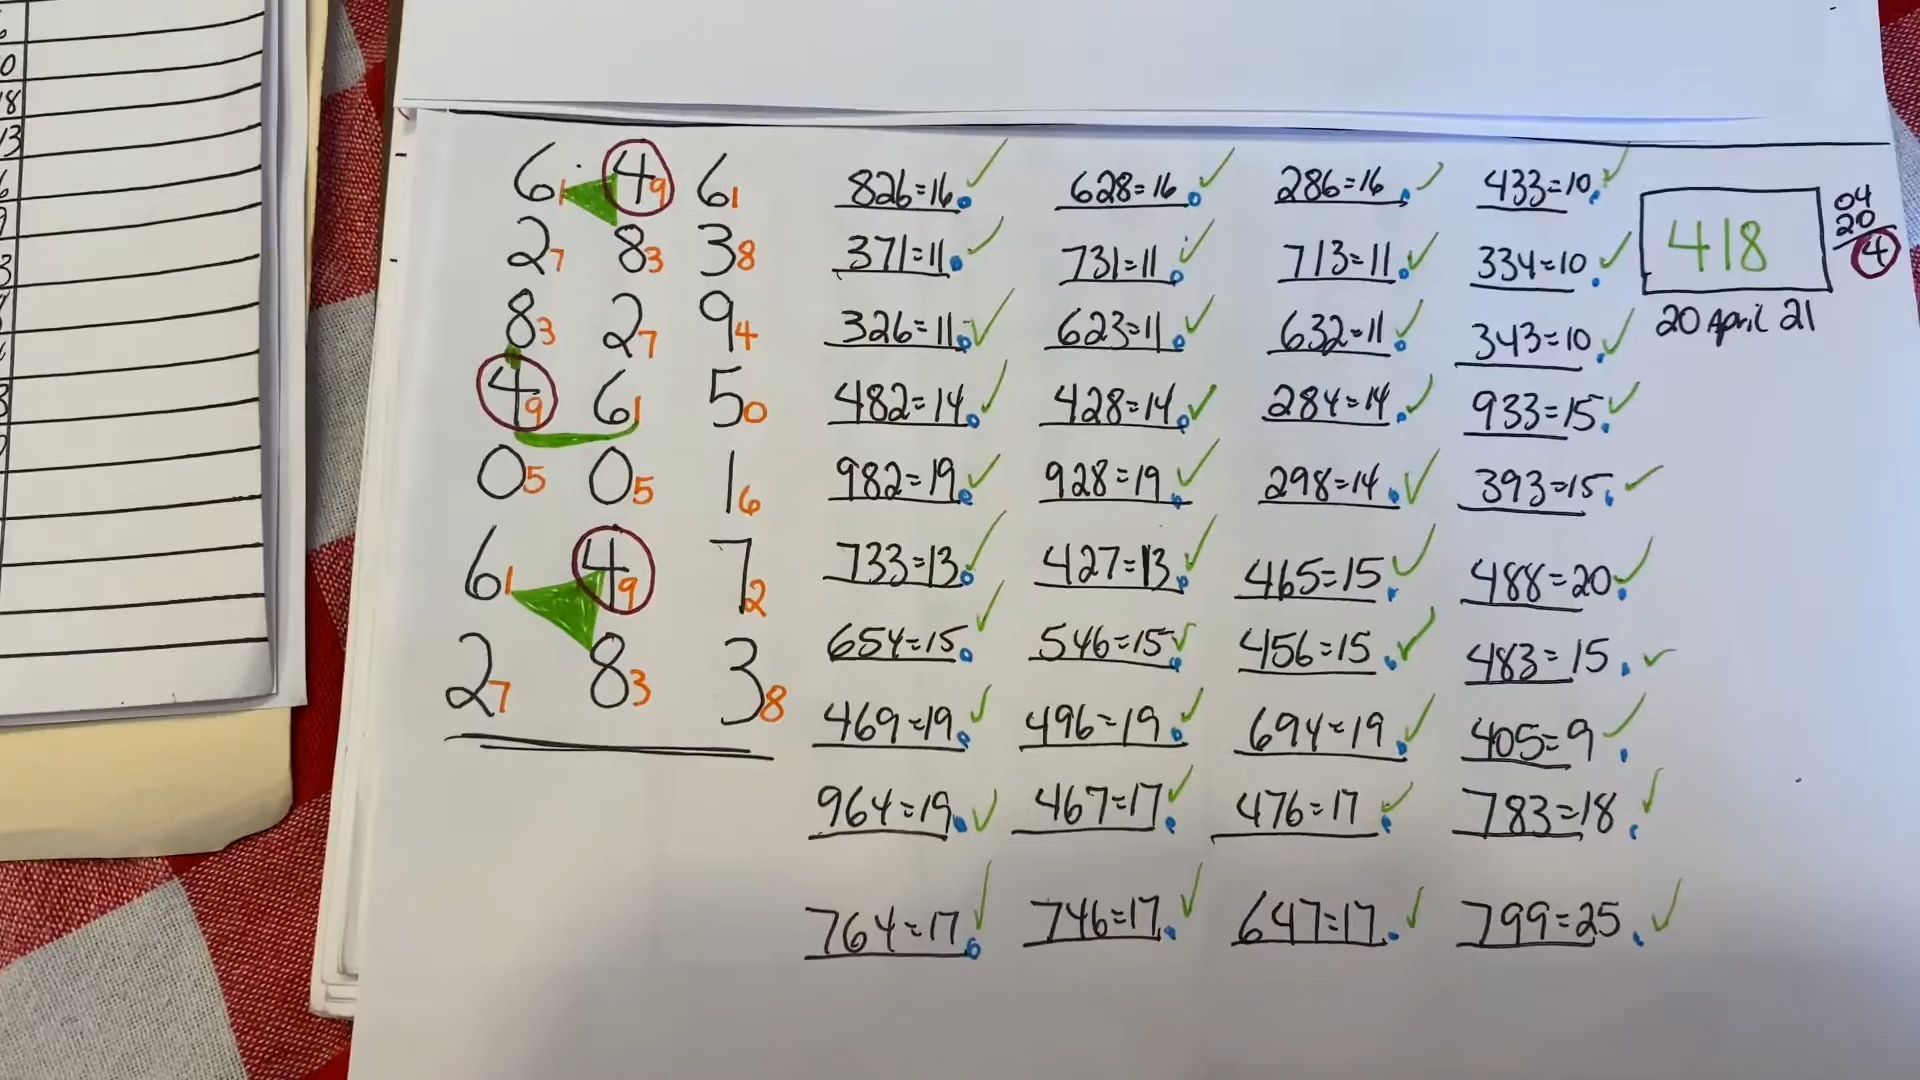 6 1 4 9 6 1
2 7 8 3 3 8
8 3 2 7 9 4
4 9 6 1 5 0
0 5 0 5 1 6
6 1 4 9 7 2
2 7 8 3 3 8
826=16. 628=16. 286=16. 433=10.
371=11. 731=11. 713=11. 334=10.
326=11. 623=11. 632=11. 343=10.
482=14. 428=14. 284=14. 933=15.
982=19. 928=19. 298=14. 393=15.
733=13. 427=13. 465=15. 488=20.
654=15. 546=15. 456=15. 483=15.
469=19. 496=19. 694=19. 405=9.
964=19. 467=17. 476=17. 783=18.
764=17. 746=17. 647=17. 799=25.
418
20 April 21
04
20
4